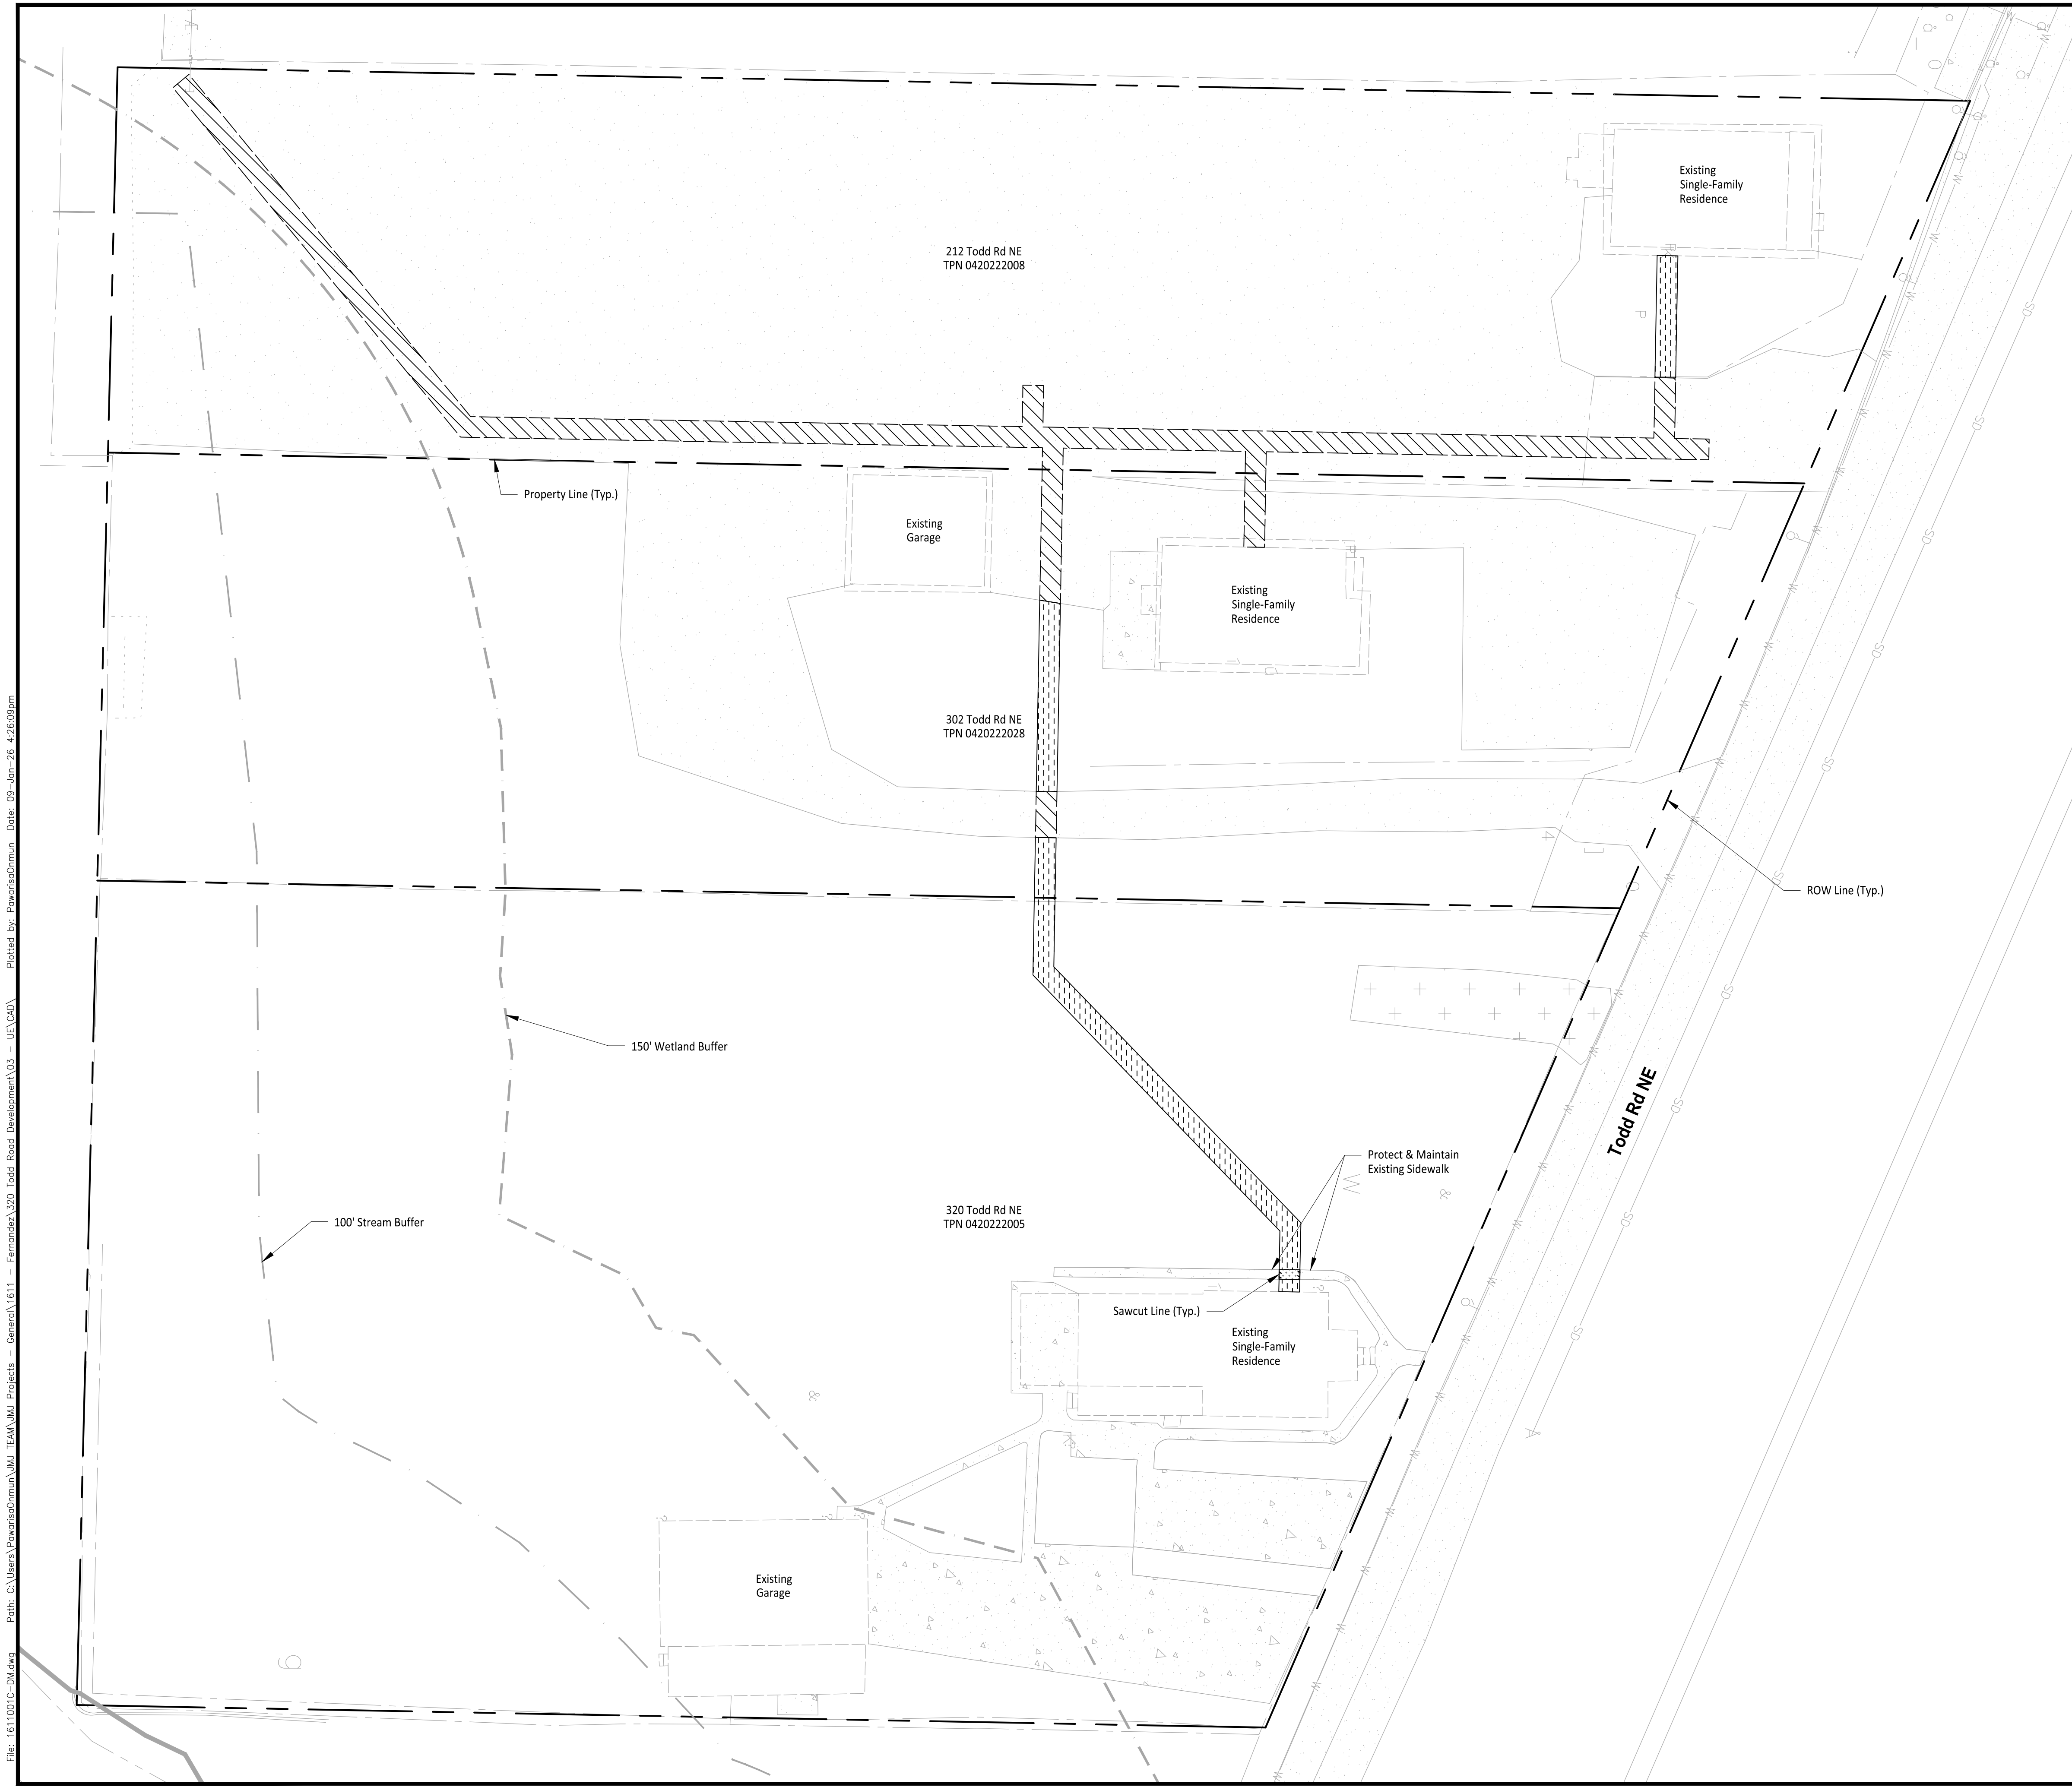 Existing
Single-Family
Residence
212 Todd Rd NE
TPN 0420222008
Property Line (Typ.)
Existing
Garage
Existing
Single-Family
Residence
302 Todd Rd NE
TPN 0420222028
ROW Line (Typ.)
150' Wetland Buffer
Todd Rd NE
Protect & Maintain
Existing Sidewalk
320 Todd Rd NE
TPN 0420222005
100' Stream Buffer
Sawcut Line (Typ.)
Existing
Single-Family
Residence
Existing
Garage
File: 1611001C-DM.dwg Path: C:\Users\PawarisaOnmun\JMJ TEAM\JMJ Projects - General\1611 - Fernandez\320 Todd Road Development\03 - UE\CAD\ Plotted by: PawarisaOnmun Date: 09-Jan-26 4:26:09pm